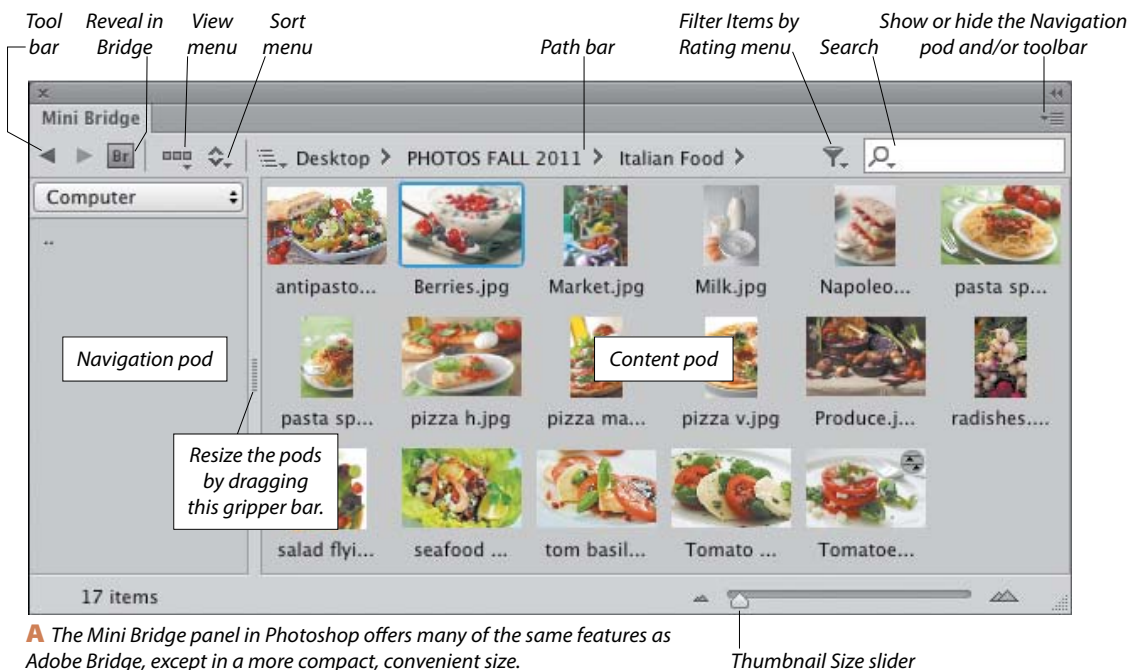 Tool bar
Reveal in Bridge
View menu
Sort menu
Path bar
Filter Items by Rating menu
Search
Show or hide the Navigation pod and/or toolbar
Mini Bridge
Br
Desktop > PHOTOS FALL 2011 > Italian Food >
Computer
..
antipasto... Berries.jpg Market.jpg Milk.jpg Napoleo... pasta sp...
Navigation pod
Content pod
pasta sp... pizza h.jpg pizza ma... pizza v.jpg Produce.j... radishes....
Resize the pods
by dragging
this gripper bar.
salad flyi... seafood ... tom basil... Tomato ... Tomatoe...
17 items
A The Mini Bridge panel in Photoshop offers many of the same features as
Adobe Bridge, except in a more compact, convenient size.
Thumbnail Size slider